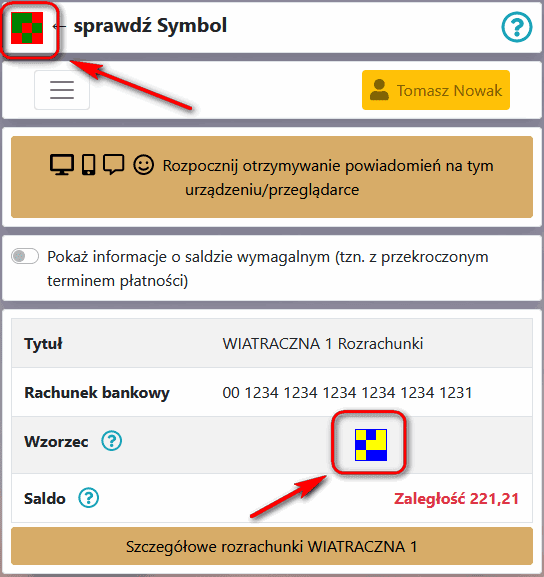 ← sprawdź Symbol
Tomasz Nowak
Rozpocznij otrzymywanie powiadomień na tym
urządzeniu/przeglądarce
Pokaż informacje o saldzie wymagalnym (tzn. z przekroczonym
terminem płatności)
Tytuł WIATRACZNA 1 Rozrachunki
Rachunek bankowy 00 1234 1234 1234 1234 1234 1231
Wzorzec ?
Saldo ? Zaległość 221,21
Szczegółowe rozrachunki WIATRACZNA 1